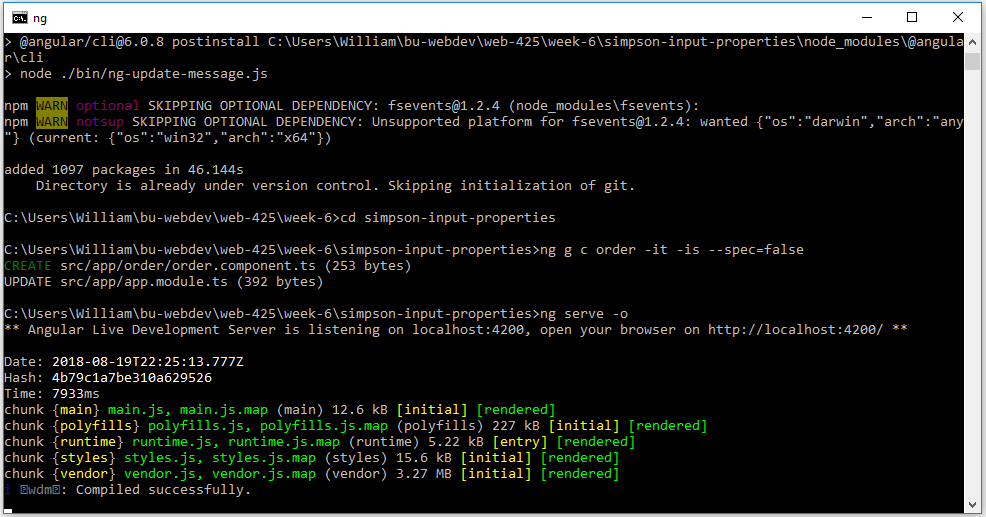 ng
> @angular/cli@6.0.8 postinstall C:\Users\William\bu-webdev\web-425\week-6\simpson-input-properties\node_modules\@angula
r\cli
> node ./bin/ng-update-message.js
npm WARN optional SKIPPING OPTIONAL DEPENDENCY: fsevents@1.2.4 (node_modules\fsevents):
npm WARN notsup SKIPPING OPTIONAL DEPENDENCY: Unsupported platform for fsevents@1.2.4: wanted {"os":"darwin","arch":"any
"} (current: {"os":"win32","arch":"x64"})
added 1097 packages in 46.144s
    Directory is already under version control. Skipping initialization of git.
C:\Users\William\bu-webdev\web-425\week-6>cd simpson-input-properties
C:\Users\William\bu-webdev\web-425\week-6\simpson-input-properties>ng g c order -it -is --spec=false
CREATE src/app/order/order.component.ts (253 bytes)
UPDATE src/app/app.module.ts (392 bytes)
C:\Users\William\bu-webdev\web-425\week-6\simpson-input-properties>ng serve -o
** Angular Live Development Server is listening on localhost:4200, open your browser on http://localhost:4200/ **
Date: 2018-08-19T22:25:13.777Z
Hash: 4b79c1a7be310a629526
Time: 7933ms
chunk {main} main.js, main.js.map (main) 12.6 kB [initial] [rendered]
chunk {polyfills} polyfills.js, polyfills.js.map (polyfills) 227 kB [initial] [rendered]
chunk {runtime} runtime.js, runtime.js.map (runtime) 5.22 kB [entry] [rendered]
chunk {styles} styles.js, styles.js.map (styles) 15.6 kB [initial] [rendered]
chunk {vendor} vendor.js, vendor.js.map (vendor) 3.27 MB [initial] [rendered]
i wdm: Compiled successfully.